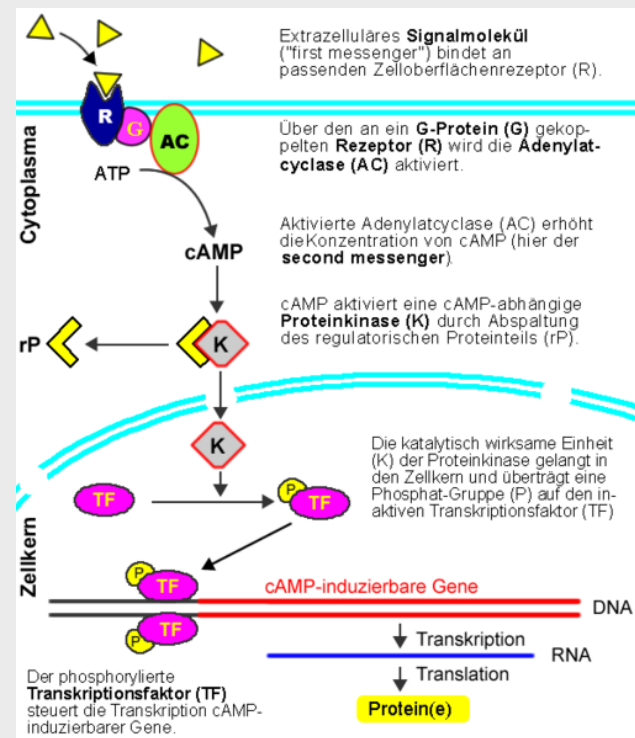 Extrazelluläres Signalmolekül
("first messenger") bindet an
passenden Zelloberflächenrezeptor (R).
R
G
AC
ATP
Über den an ein G-Protein (G) gekop-
pelten Rezeptor (R) wird die Adenylat-
cyclase (AC) aktiviert.
Cytoplasma
cAMP
Aktivierte Adenylatcyclase (AC) erhöht
die Konzentration von cAMP (hier der
second messenger).
rP
K
cAMP aktiviert eine cAMP-abhängige
Proteinkinase (K) durch Abspaltung
des regulatorischen Proteinteils (rP).
K
Die katalytisch wirksame Einheit
(K) der Proteinkinase gelangt in
den Zellkern und überträgt eine
Phosphat-Gruppe (P) auf den in-
aktiven Transkriptionsfaktor (TF)
TF
P
TF
Zellkern
P
TF
cAMP-induzierbare Gene
DNA
P
TF
Transkription
RNA
Translation
Protein(e)
Der phosphorylierte
Transkriptionsfaktor (TF)
steuert die Transcription cAMP-
induzierbarer Gene.